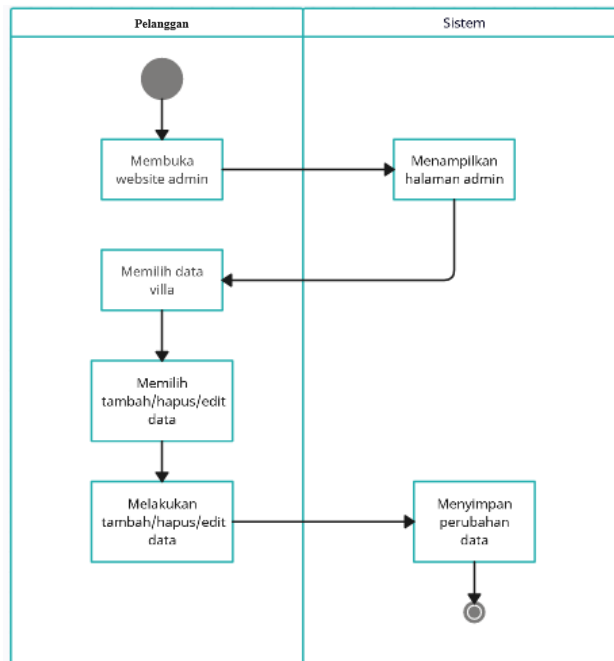 Pelanggan
Sistem
Membuka
website admin
Menampilkan
halaman admin
Memilih data
villa
Memilih
tambah/hapus/edit
data
Melakukan
tambah/hapus/edit
data
Menyimpan
perubahan
data